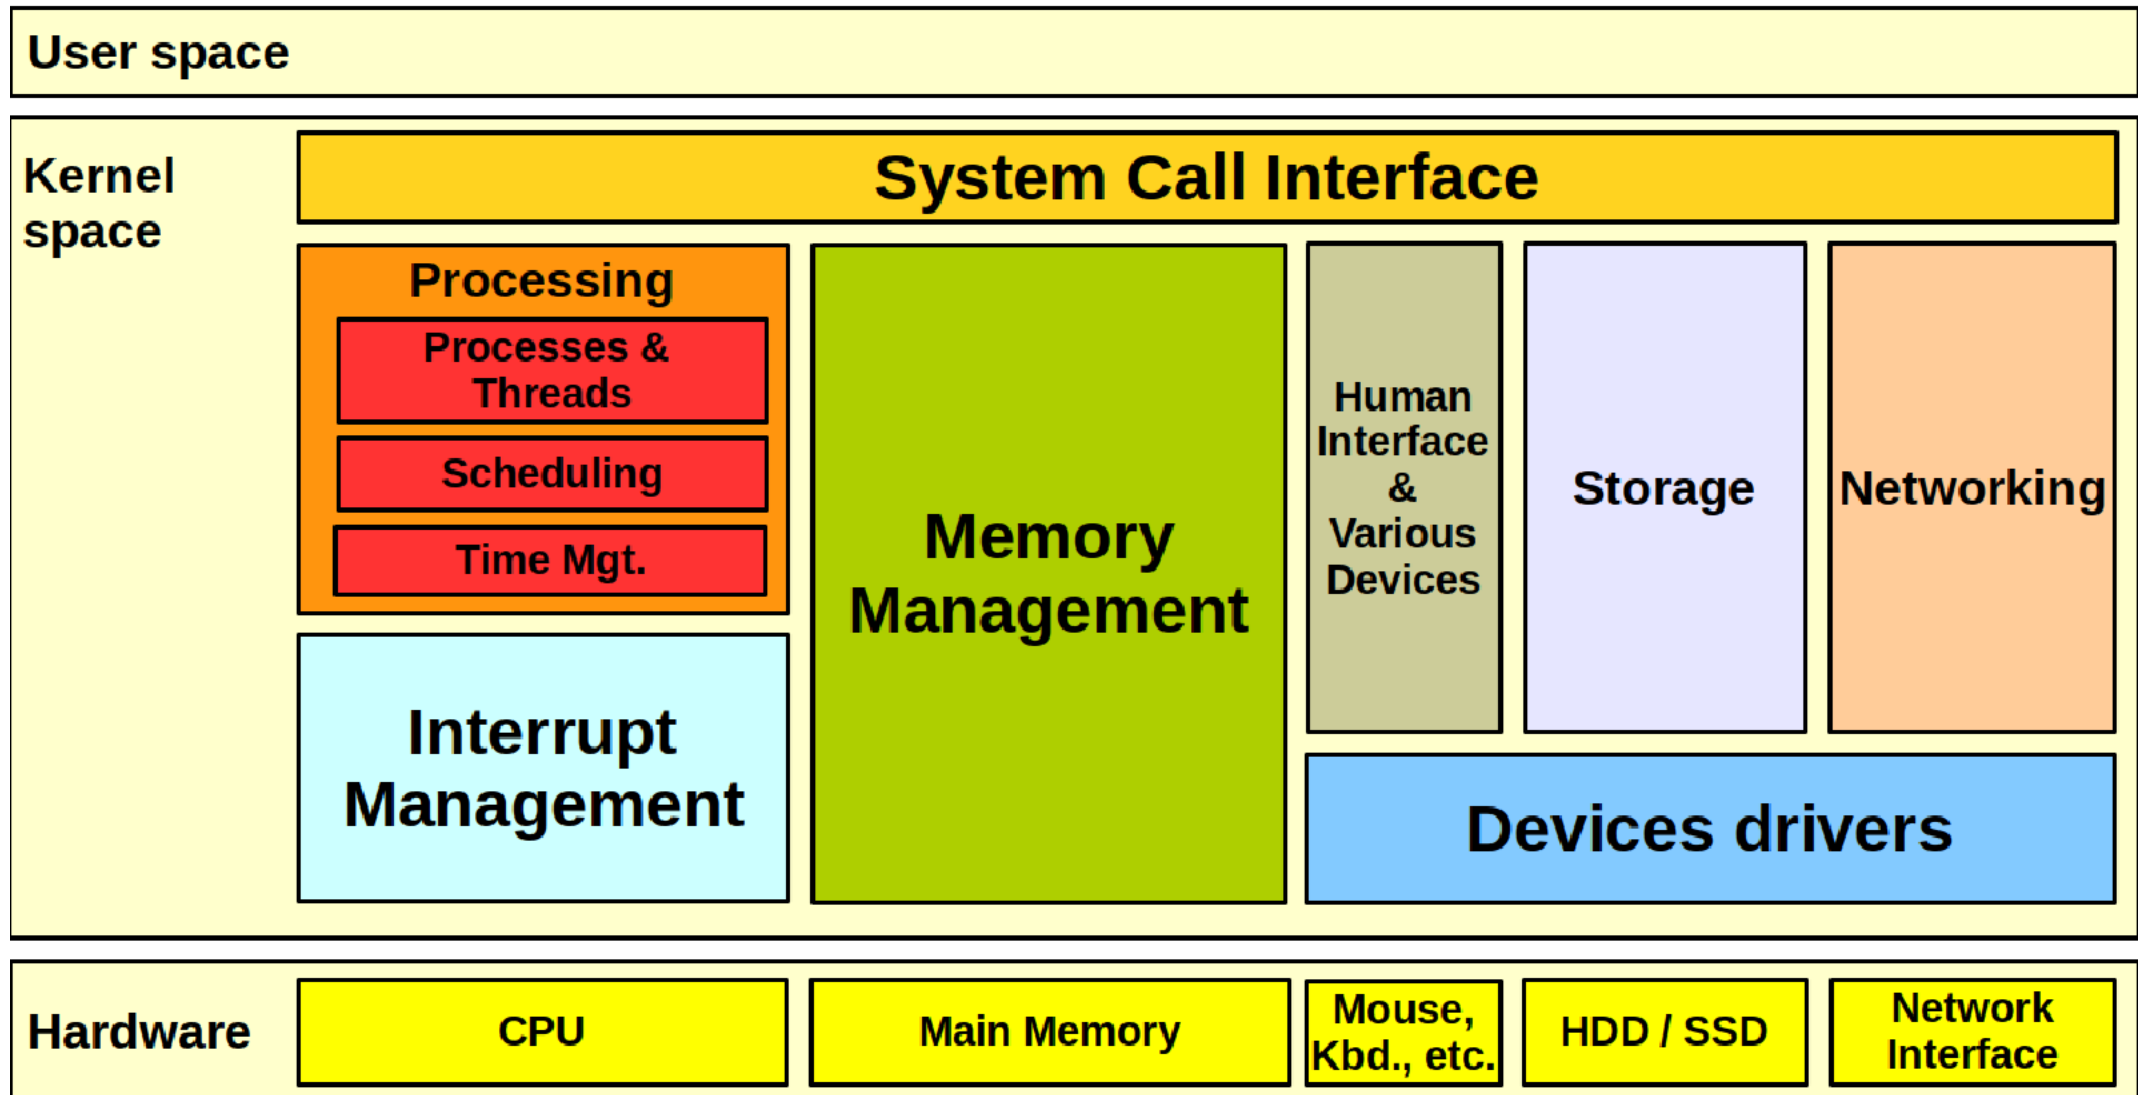 User space
Kernel
space
System Call Interface
Processing
Processes &
Threads
Scheduling
Time Mgt.
Interrupt
Management
Memory
Management
Human
Interface
&
Various
Devices
Storage
Networking
Devices drivers
Hardware
CPU
Main Memory
Mouse,
Kbd., etc.
HDD / SSD
Network
Interface